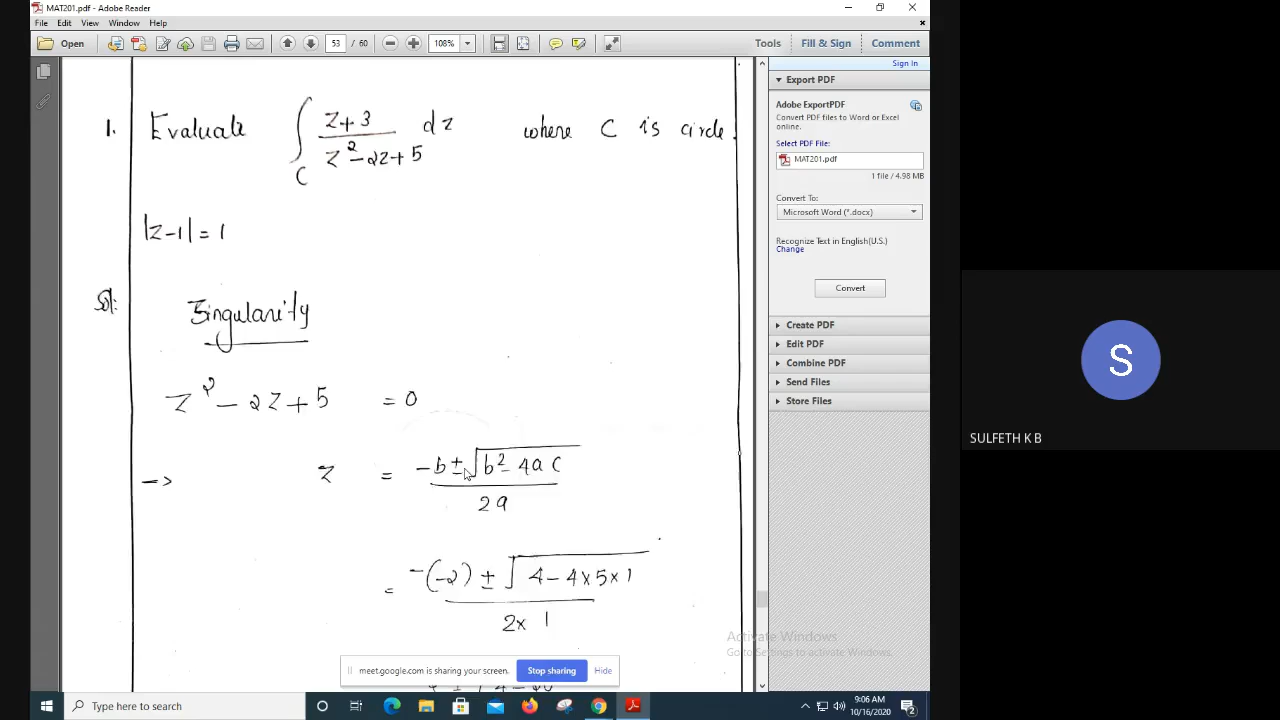 MAT201.pdf - Adobe Reader
File Edit View Window Help
Open 53 / 60 108% Tools Fill & Sign Comment
Sign In
Export PDF
Adobe ExportPDF
Convert PDF files to Word or Excel online.
Select PDF File:
MAT201.pdf
1 file / 4.98 MB
Convert To:
Microsoft Word (*.docx)
Recognize Text in English(U.S.)
Change
Convert
Create PDF
Edit PDF
Combine PDF
Send Files
Store Files
1. Evaluate ∫_C (z+3)/(z²-2z+5) dz where C is circle.
|z-1| = 1
Sol: Singularity
z² - 2z + 5 = 0
-> z = (-b ± √(b² - 4ac))/(2a)
= (-(-2) ± √(4 - 4×5×1))/(2× 1)
S
SULFETH K B
Activate Windows
Go to Settings to activate Windows.
meet.google.com is sharing your screen. Stop sharing Hide
Type here to search
9:06 AM
10/16/2020
2